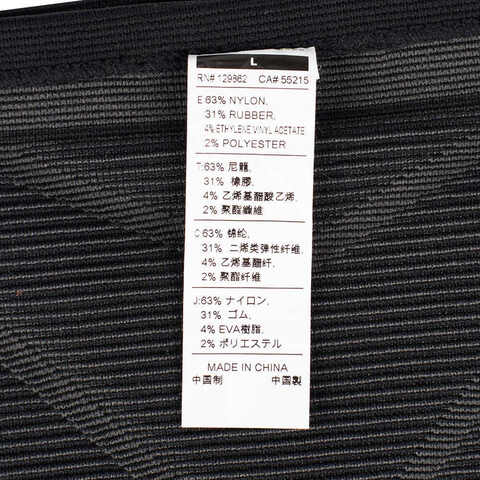 L
RN# 129862 CA# 55215
E:63% NYLON,
31% RUBBER,
4% ETHYLENE VINYL ACETATE
2% POLYESTER
T:63% 尼龍,
31% 橡膠,
4% 乙烯基醋酸乙烯,
2% 聚酯纖維
C:63% 锦纶,
31% 二烯类弹性纤维,
4% 乙烯基酯纤,
2% 聚酯纤维
J:63% ナイロン,
31% ゴム,
4% EVA樹脂,
2% ポリエステル
MADE IN CHINA
中国制 中国製